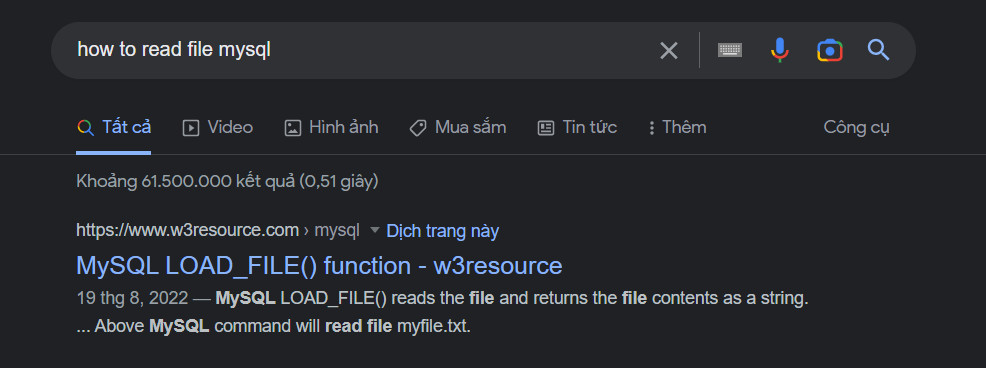 how to read file mysql
Tất cả Video Hình ảnh Mua sắm Tin tức Thêm Công cụ
Khoảng 61.500.000 kết quả (0,51 giây)
https://www.w3resource.com › mysql Dịch trang này
MySQL LOAD_FILE() function - w3resource
19 thg 8, 2022 — MySQL LOAD_FILE() reads the file and returns the file contents as a string.
... Above MySQL command will read file myfile.txt.